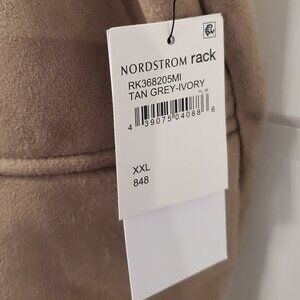 NORDSTROM rack
RK368205MI
TAN GREY-IVORY
4 39075 04088 6
XXL
848